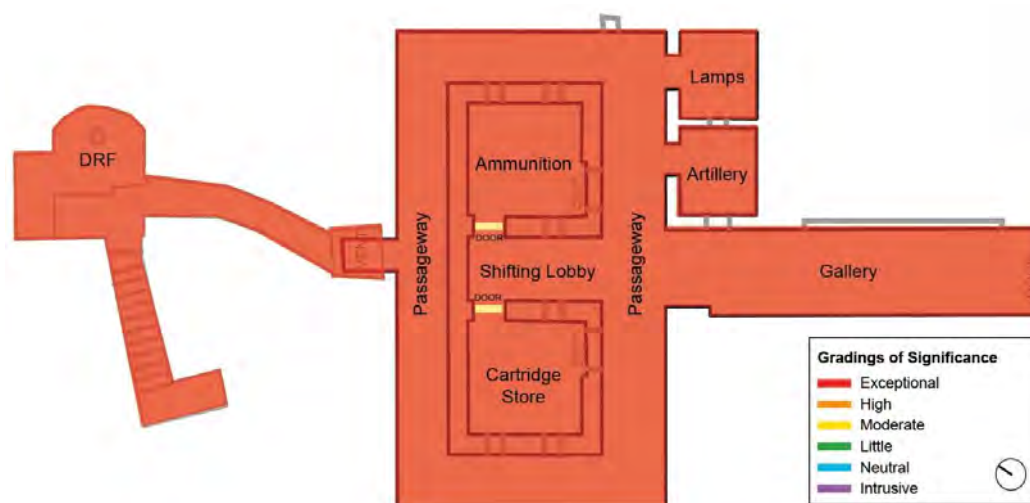 DRF
VENT
Passageway
Ammunition
DOOR
Shifting Lobby
DOOR
Cartridge
Store
Passageway
Lamps
Artillery
Gallery
Gradings of Significance
Exceptional
High
Moderate
Little
Neutral
Intrusive